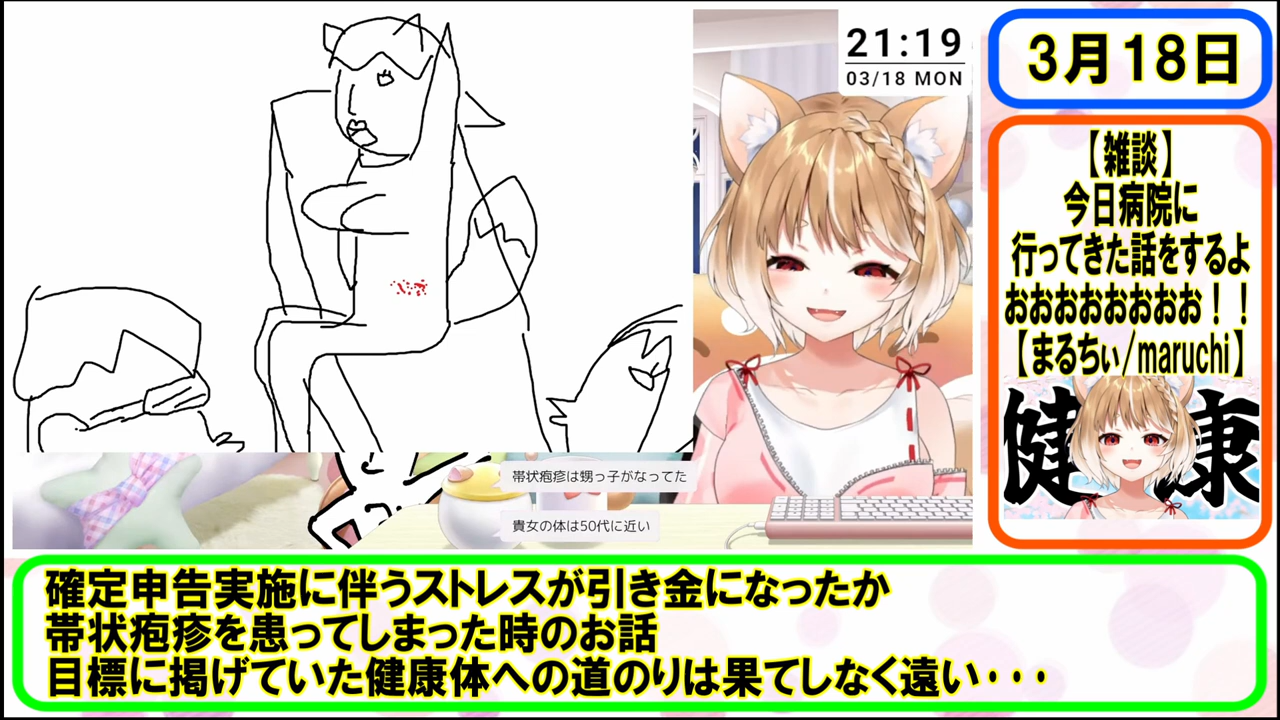 21:19
03/18 MON
3月18日
【雑談】
今日病院に
行ってきた話をするよ
おおおおおおおお！！
【まるちぃ/maruchi】
健康
帯状疱疹は甥っ子がなってた
貴女の体は50代に近い
確定申告実施に伴うストレスが引き金になったか
帯状疱疹を患ってしまった時のお話
目標に掲げていた健康体への道のりは果てしなく遠い・・・